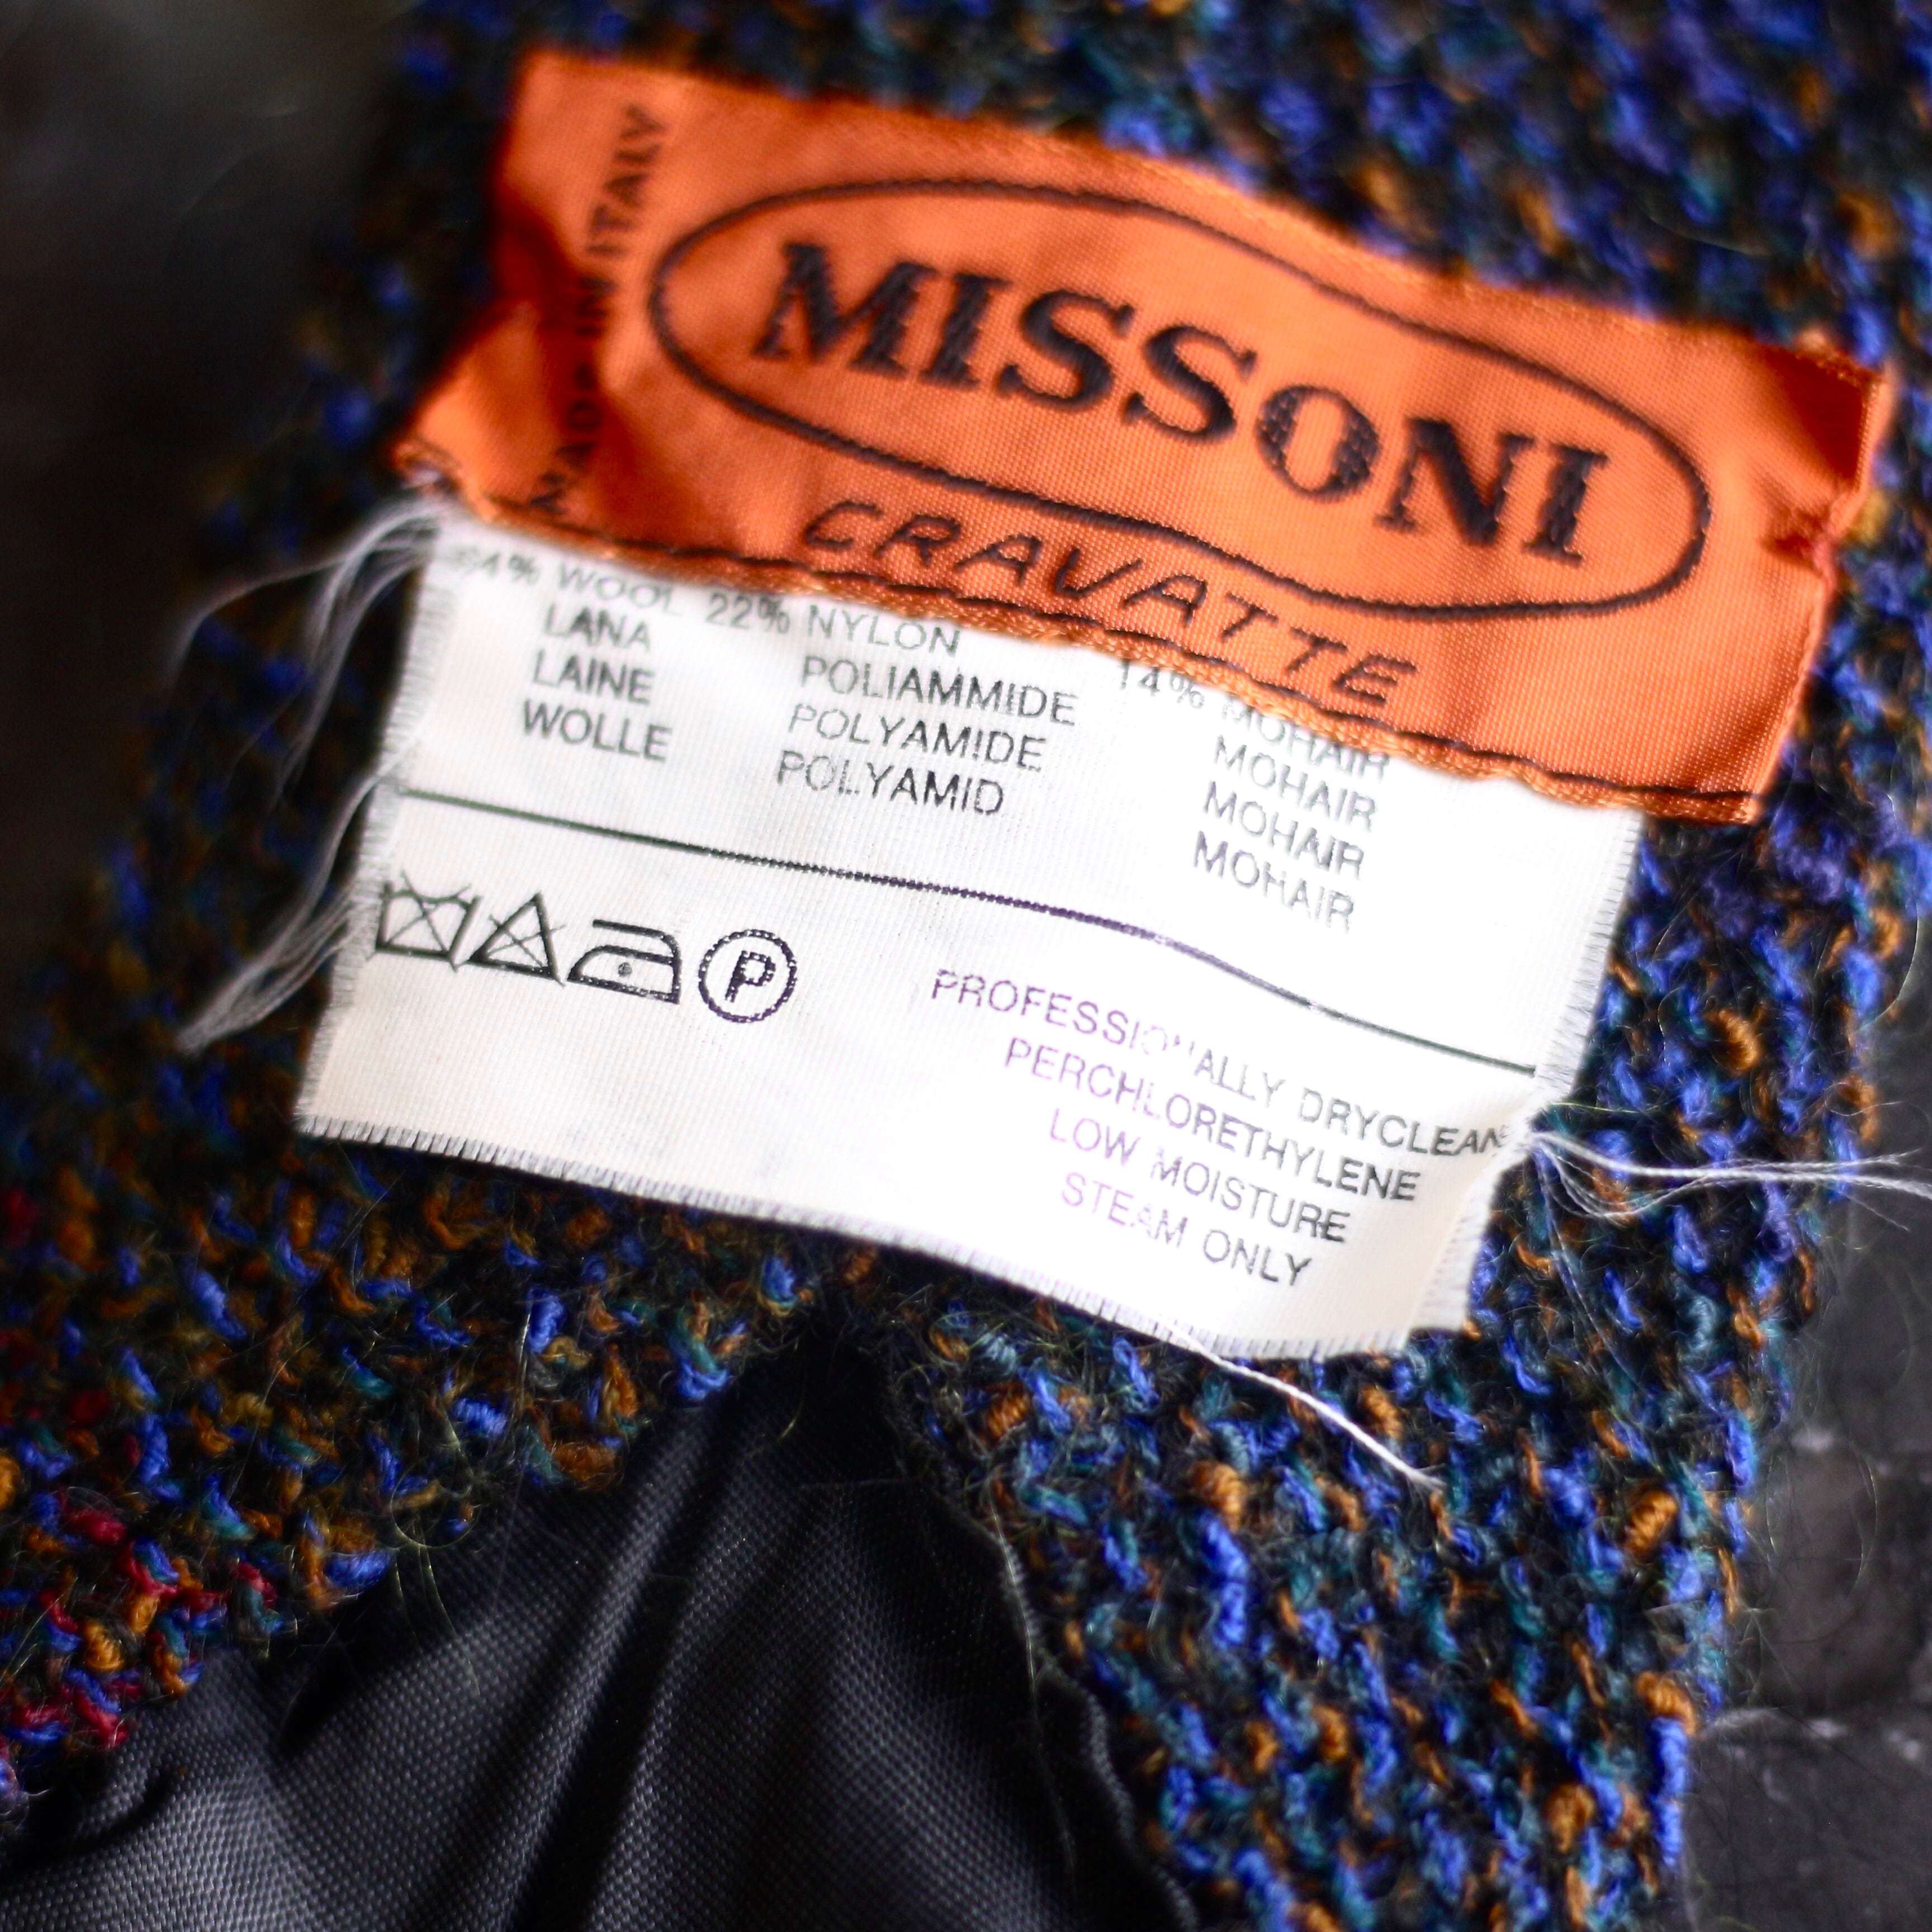 MADE IN ITALY
MISSONI
CRAVATTE
64% WOOL 22% NYLON 14% MOHAIR
LANA POLIAMMIDE MOHAIR
LAINE POLYAMIDE MOHAIR
WOLLE POLYAMID MOHAIR
P
PROFESSIONALLY DRYCLEAN
PERCHLORETHYLENE
LOW MOISTURE
STEAM ONLY